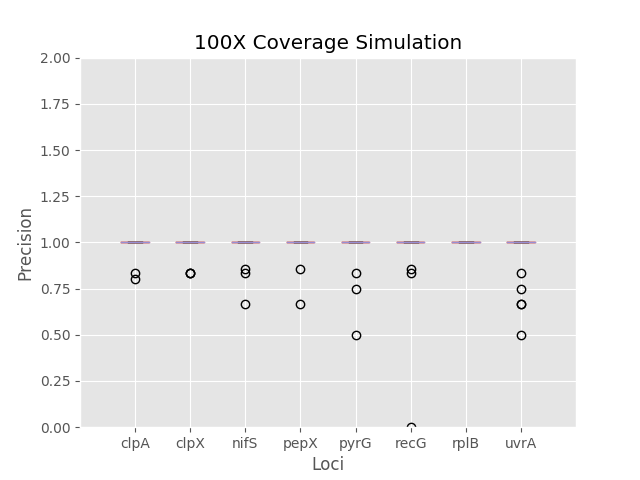 100X Coverage Simulation
2.00
1.75
1.50
1.25
1.00
0.75
0.50
0.25
0.00
Precision
clpA clpX nifS pepX pyrG recG rplB uvrA
Loci